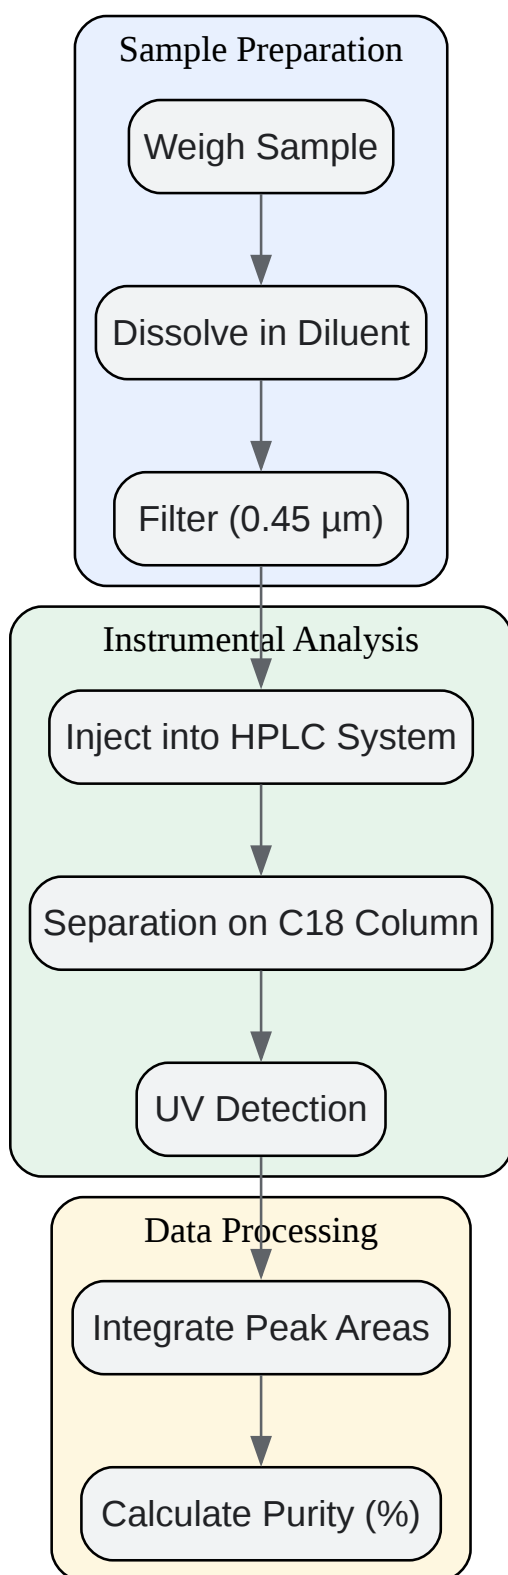 Sample Preparation
Weigh Sample
Dissolve in Diluent
Filter (0.45 µm)
Instrumental Analysis
Inject into HPLC System
Separation on C18 Column
UV Detection
Data Processing
Integrate Peak Areas
Calculate Purity (%)